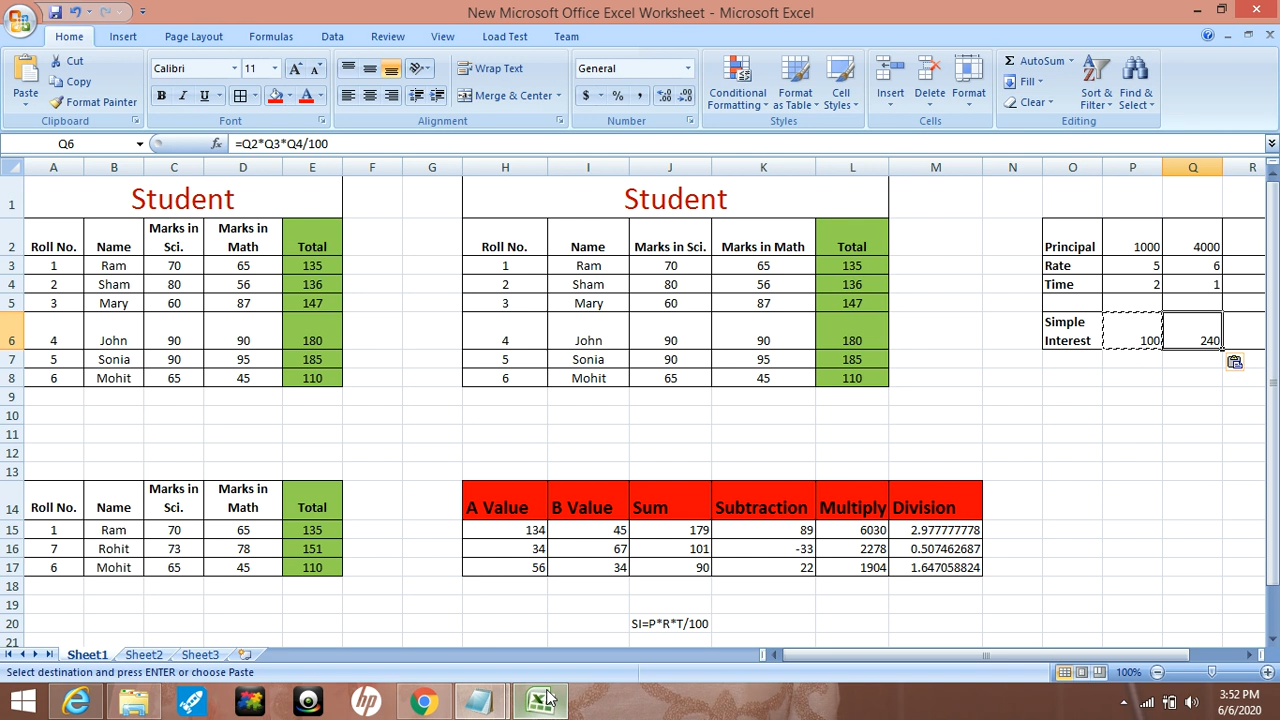 New Microsoft Office Excel Worksheet - Microsoft Excel
Home Insert Page Layout Formulas Data Review View Load Test Team
Paste Cut Copy Format Painter Clipboard
Calibri 11 B I U A Font
Wrap Text Merge & Center Alignment
General $ % , Number
Conditional Formatting Format as Table Cell Styles Styles
Insert Delete Format Cells
AutoSum Fill Clear Sort & Filter Find & Select Editing
Q6 fx =Q2*Q3*Q4/100
A B C D E F G H I J K L M N O P Q R
1 Student Student
2 Roll No. Name Marks in Sci. Marks in Math Total Roll No. Name Marks in Sci. Marks in Math Total Principal 1000 4000
3 1 Ram 70 65 135 1 Ram 70 65 135 Rate 5 6
4 2 Sham 80 56 136 2 Sham 80 56 136 Time 2 1
5 3 Mary 60 87 147 3 Mary 60 87 147
6 4 John 90 90 180 4 John 90 90 180 Simple Interest 100 240
7 5 Sonia 90 95 185 5 Sonia 90 95 185
8 6 Mohit 65 45 110 6 Mohit 65 45 110
9
10
11
12
13
14 Roll No. Name Marks in Sci. Marks in Math Total A Value B Value Sum Subtraction Multiply Division
15 1 Ram 70 65 135 134 45 179 89 6030 2.977777778
16 7 Rohit 73 78 151 34 67 101 -33 2278 0.507462687
17 6 Mohit 65 45 110 56 34 90 22 1904 1.647058824
18
19
20 SI=P*R*T/100
21
Sheet1 Sheet2 Sheet3
Select destination and press ENTER or choose Paste 100%
hp 3:52 PM
6/6/2020